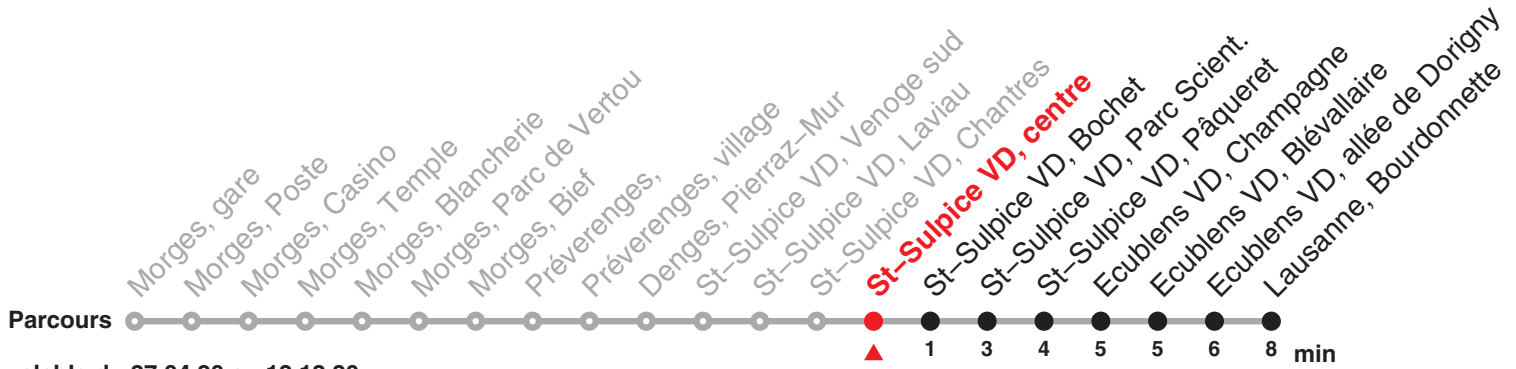 Morges, gare
Morges, Poste
Morges, Casino
Morges, Temple
Morges, Blancherie
Morges, Parc de Vertou
Morges, Bief
Préverenges,
Préverenges, village
Denges, Pierraz–Mur
St–Sulpice VD, Venoge sud
St–Sulpice VD, Laviau
St–Sulpice VD, Chantres
St–Sulpice VD, centre
St–Sulpice VD, Bochet
St–Sulpice VD, Parc Scient.
St–Sulpice VD, Pâqueret
Ecublens VD, Champagne
Ecublens VD, Blévallaire
Ecublens VD, allée de Dorigny
Lausanne, Bourdonnette
Parcours
1 3 4 5 5 6 8 min